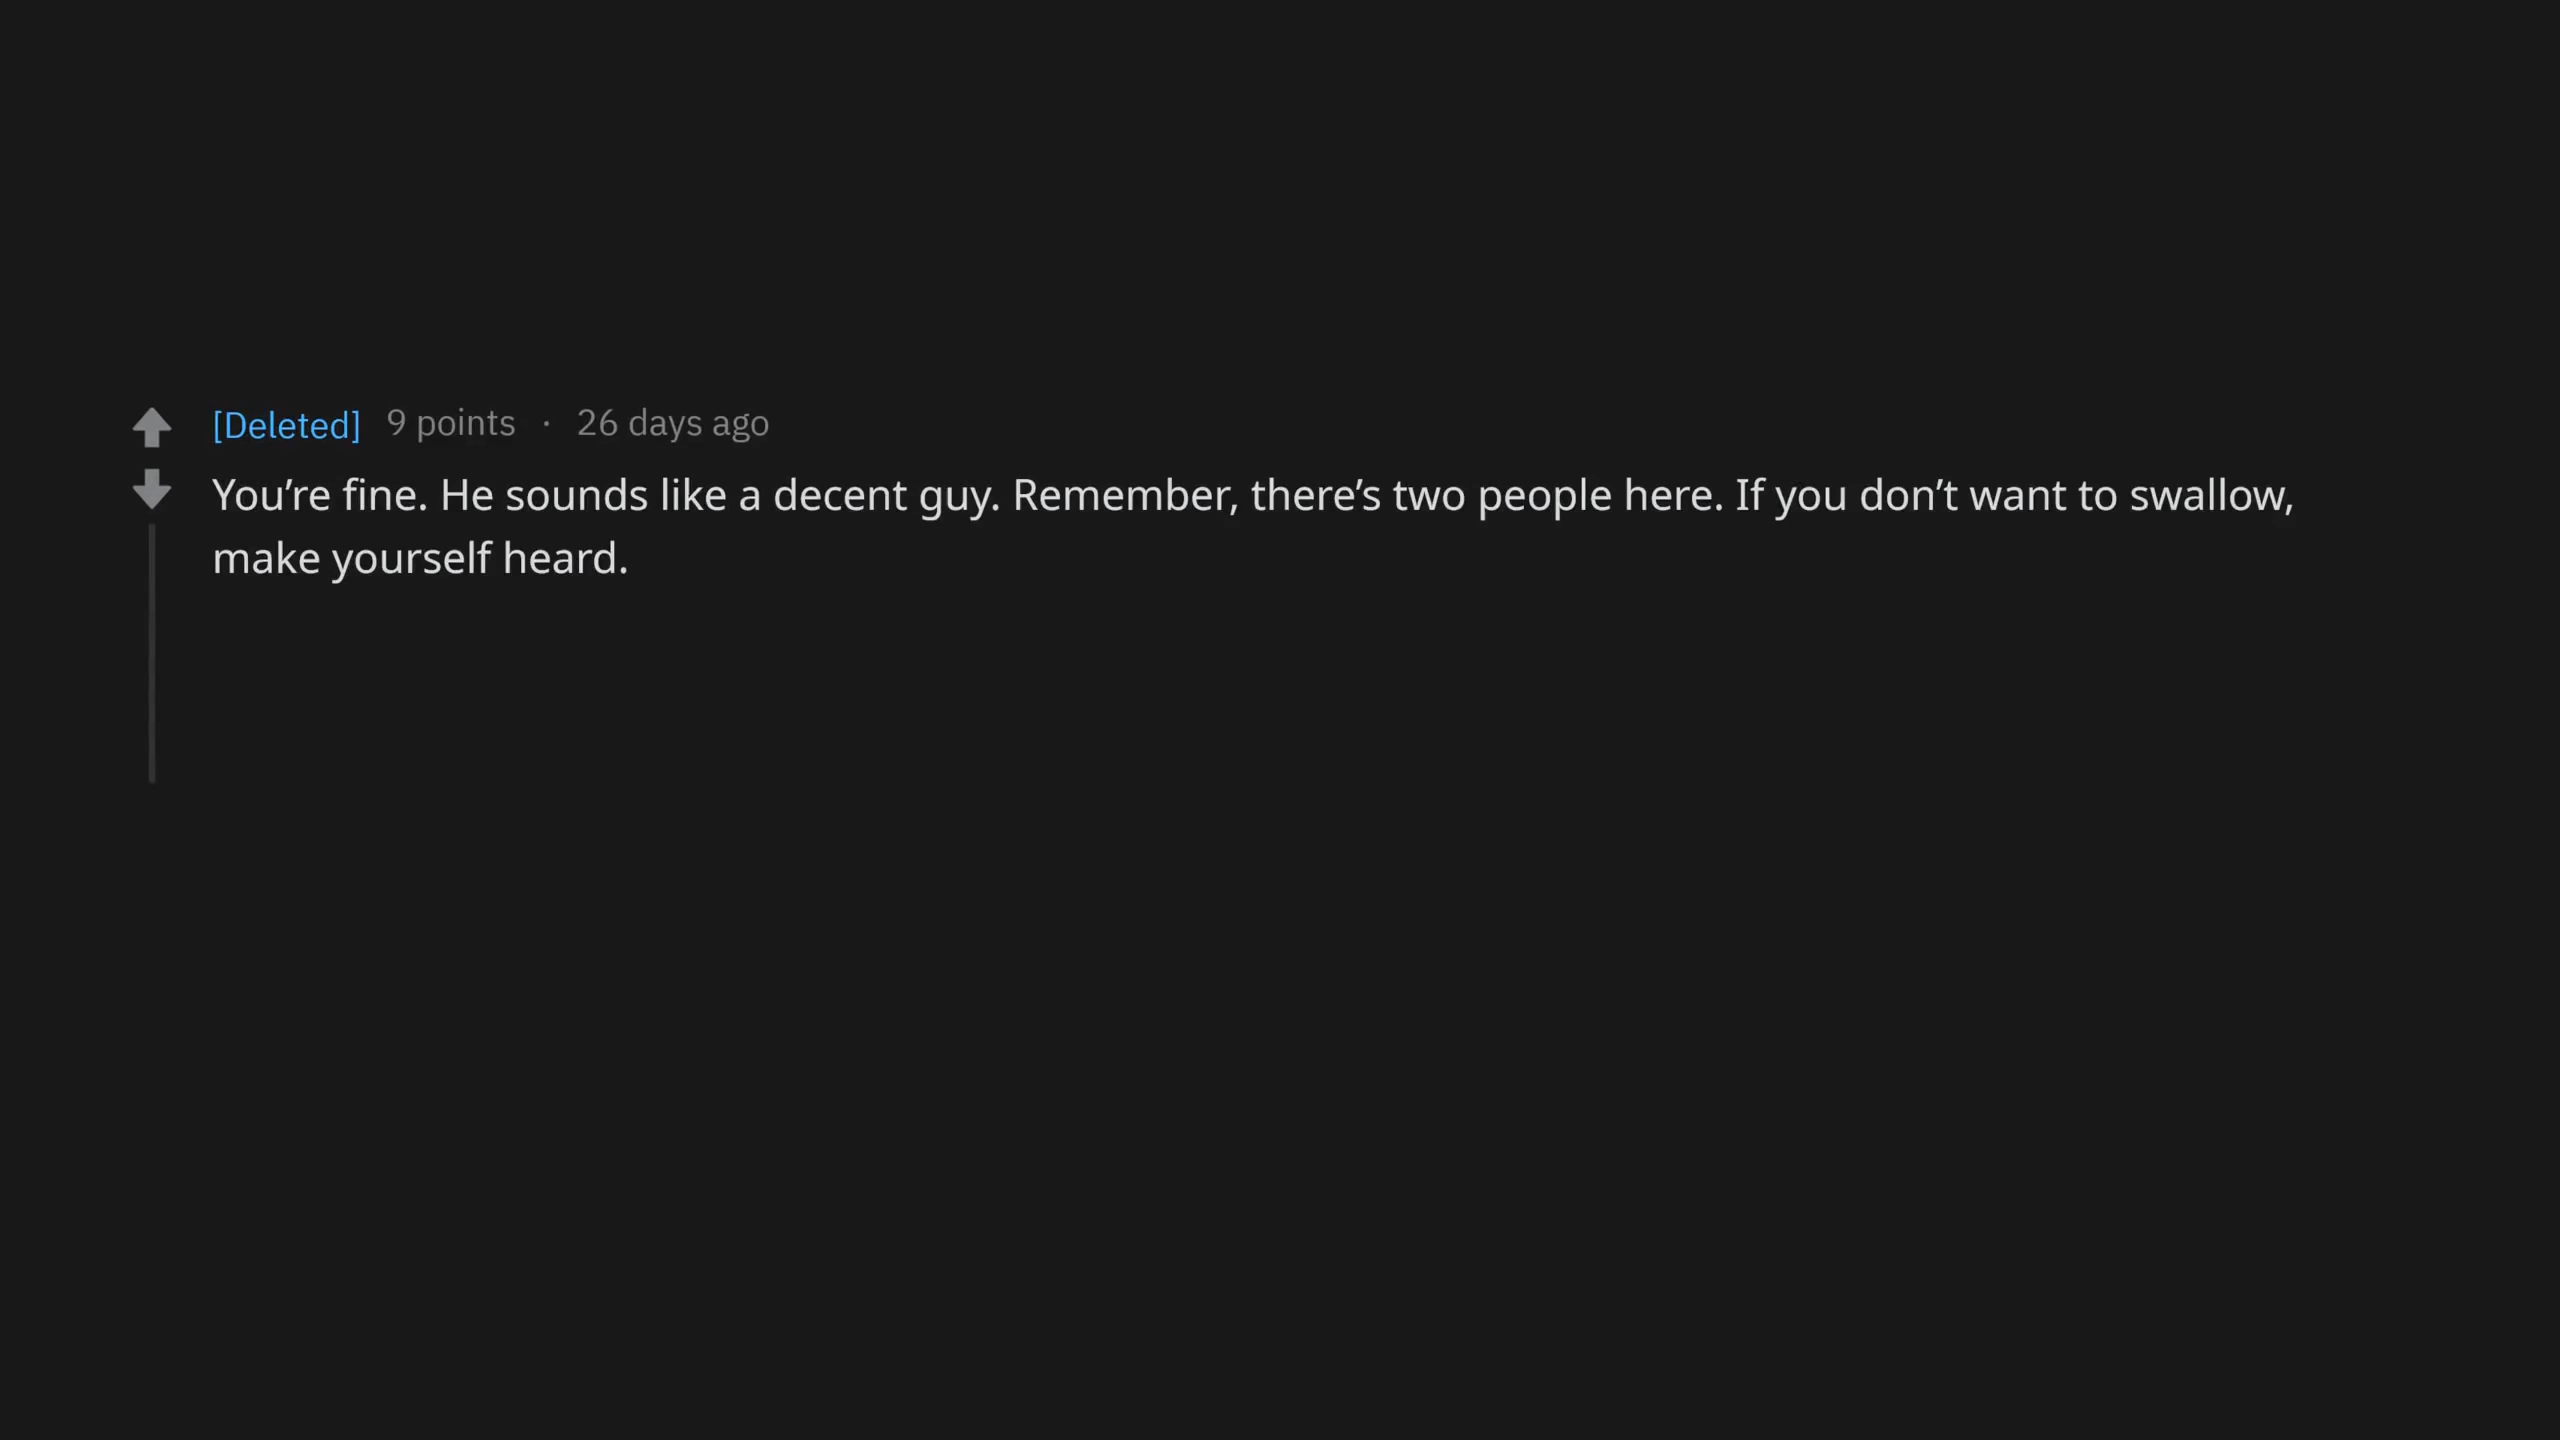 [Deleted] 9 points · 26 days ago
You’re fine. He sounds like a decent guy. Remember, there’s two people here. If you don’t want to swallow,
make yourself heard.